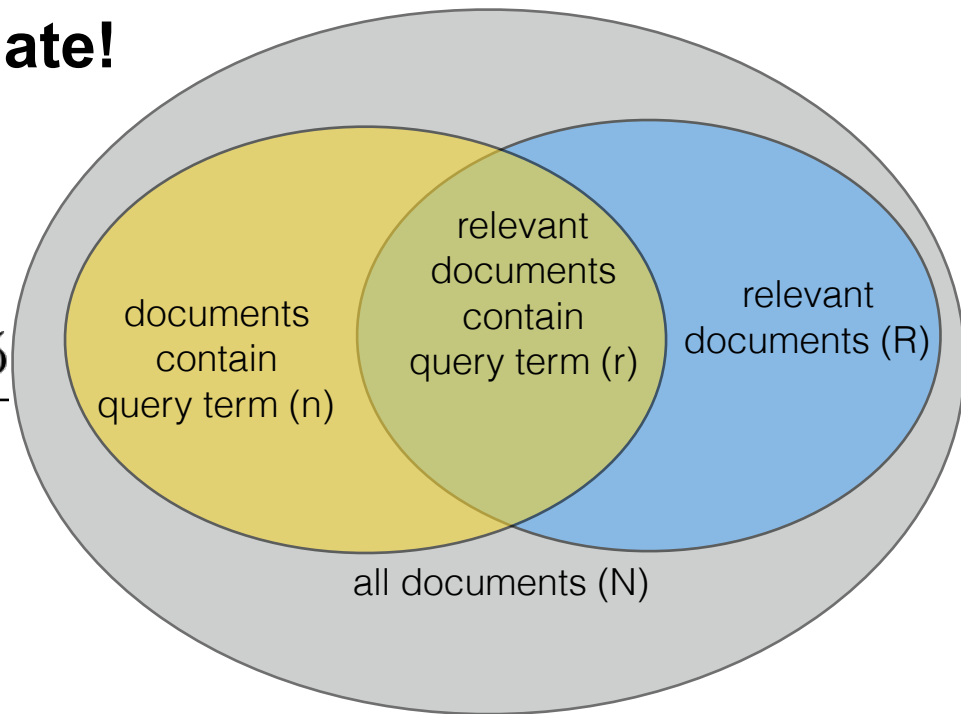 ate!
relevant
documents
contain
query term (r)
documents
contain
query term (n)
relevant
documents (R)
all documents (N)